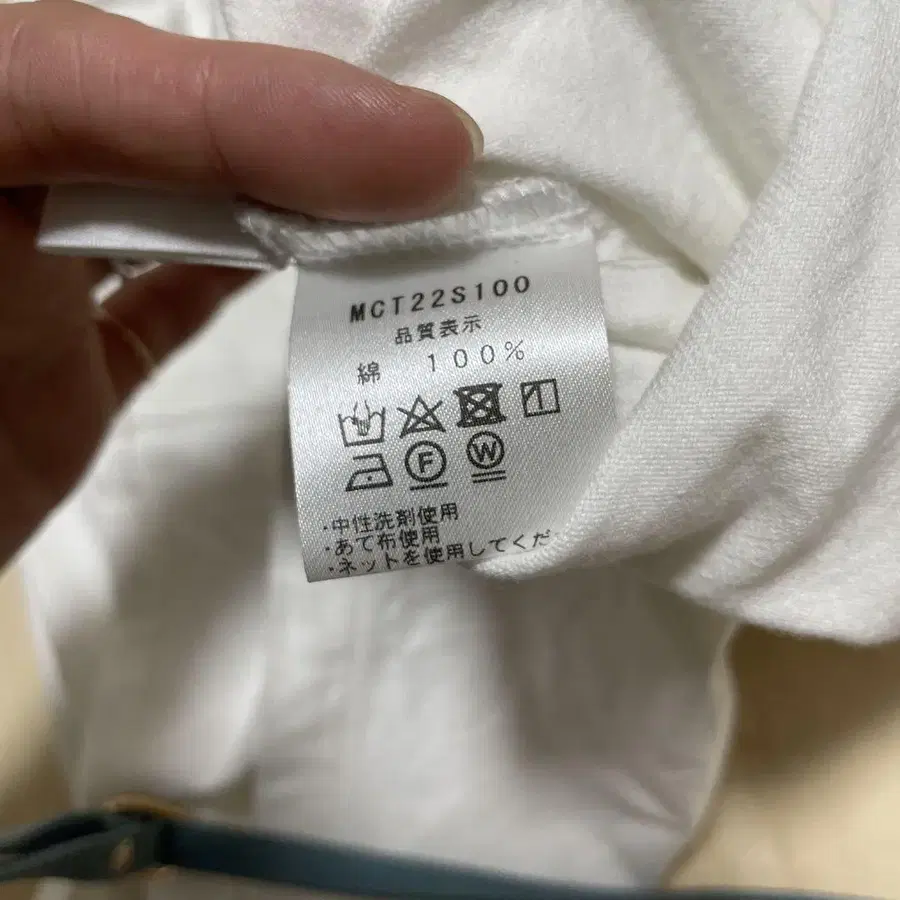 MCT22S100
品質表示
綿 100%
F W
・中性洗剤使用
・あて布使用
・ネットを使用してくだ